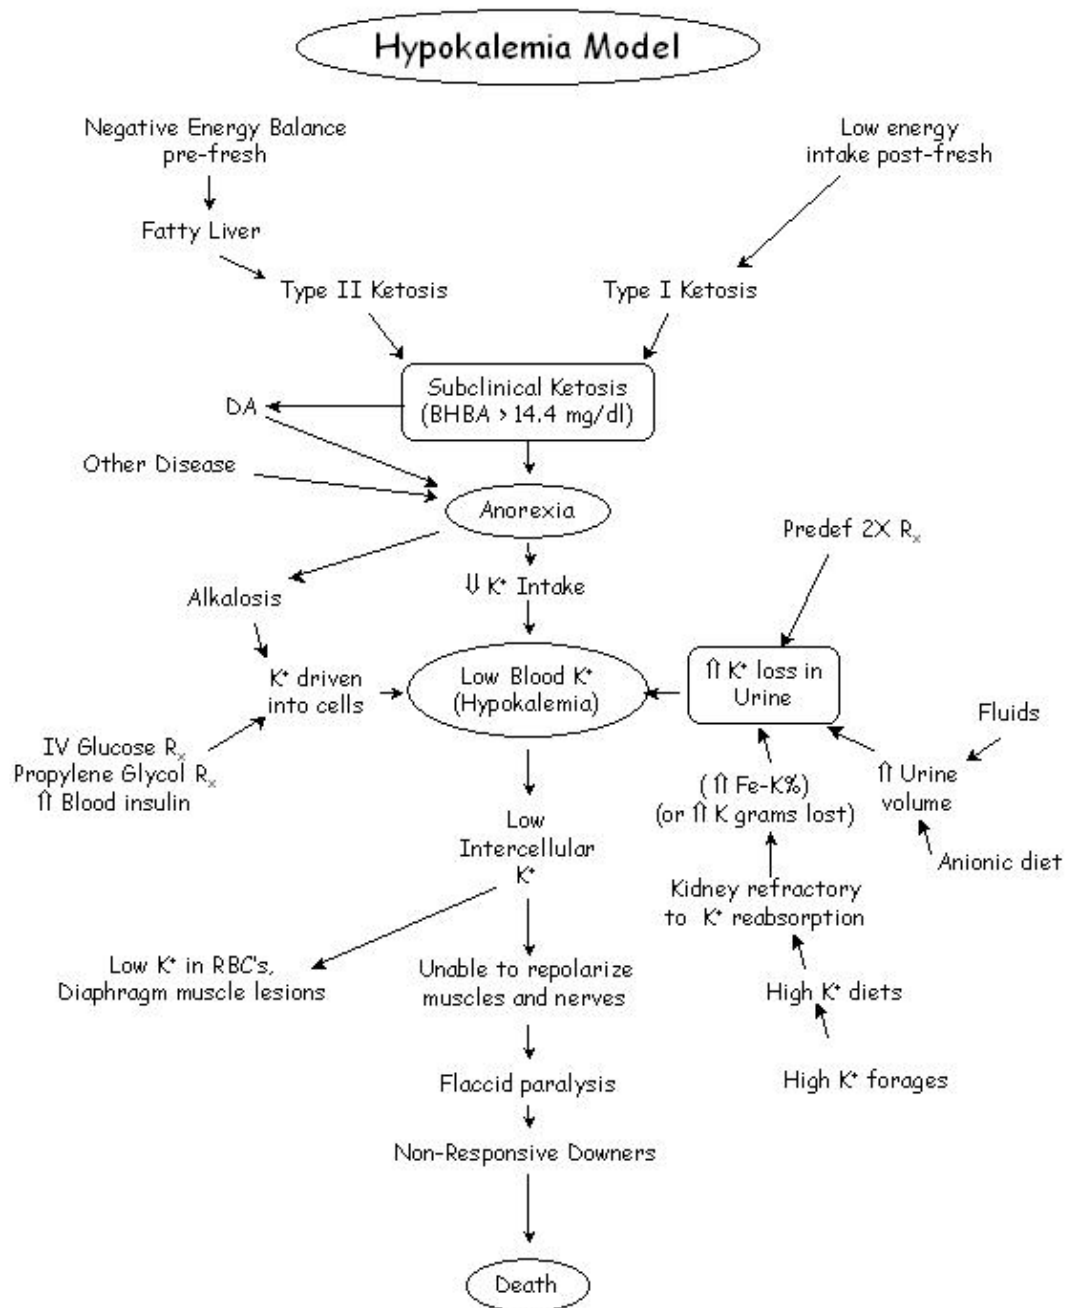 Hypokalemia Model
Negative Energy Balance
pre-fresh
Low energy
intake post-fresh
Fatty Liver
Type II Ketosis
Type I Ketosis
Subclinical Ketosis
(BHBA > 14.4 mg/dl)
DA
Other Disease
Anorexia
Predef 2X Rₓ
⇓ K⁺ Intake
Alkalosis
K⁺ driven
into cells
Low Blood K⁺
(Hypokalemia)
⇑ K⁺ loss in
Urine
Fluids
IV Glucose Rₓ
Propylene Glycol Rₓ
⇑ Blood insulin
⇑ Urine
volume
(⇑ Fe-K%)
(or ⇑ K grams lost)
Low
Intercellular
K⁺
Anionic diet
Kidney refractory
to K⁺ reabsorption
Low K⁺ in RBC's,
Diaphragm muscle lesions
Unable to repolarize
muscles and nerves
High K⁺ diets
Flaccid paralysis
High K⁺ forages
Non-Responsive Downers
Death